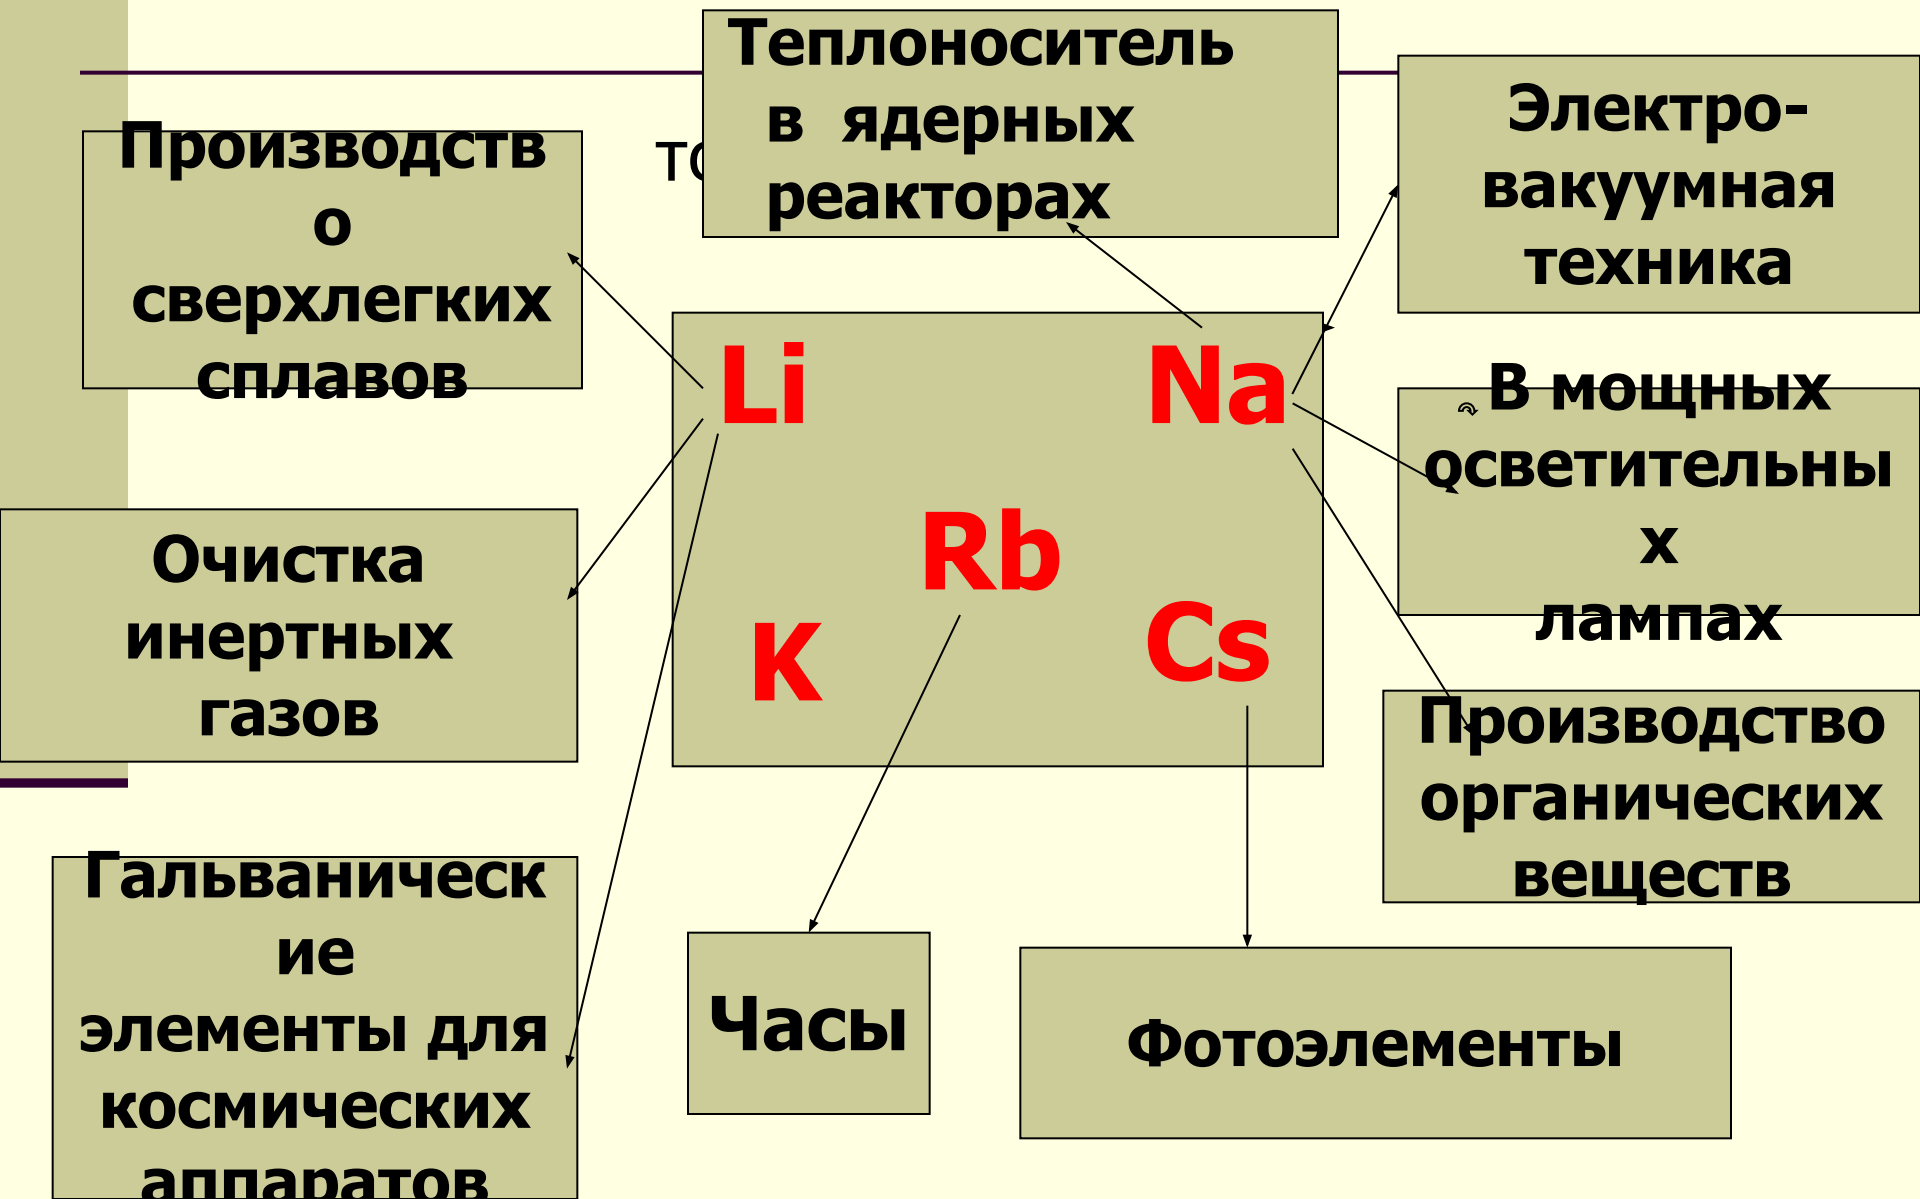 Теплоноситель
в ядерных
реакторах
Электро-
вакуумная
техника
Производств
о
сверхлегких
сплавов
Li
Na
Rb
К
Cs
В мощных
осветительны
х
лампах
Очистка
инертных
газов
Производство
органических
веществ
Гальваническ
ие
элементы для
космических
аппаратов
Часы
Фотоэлементы